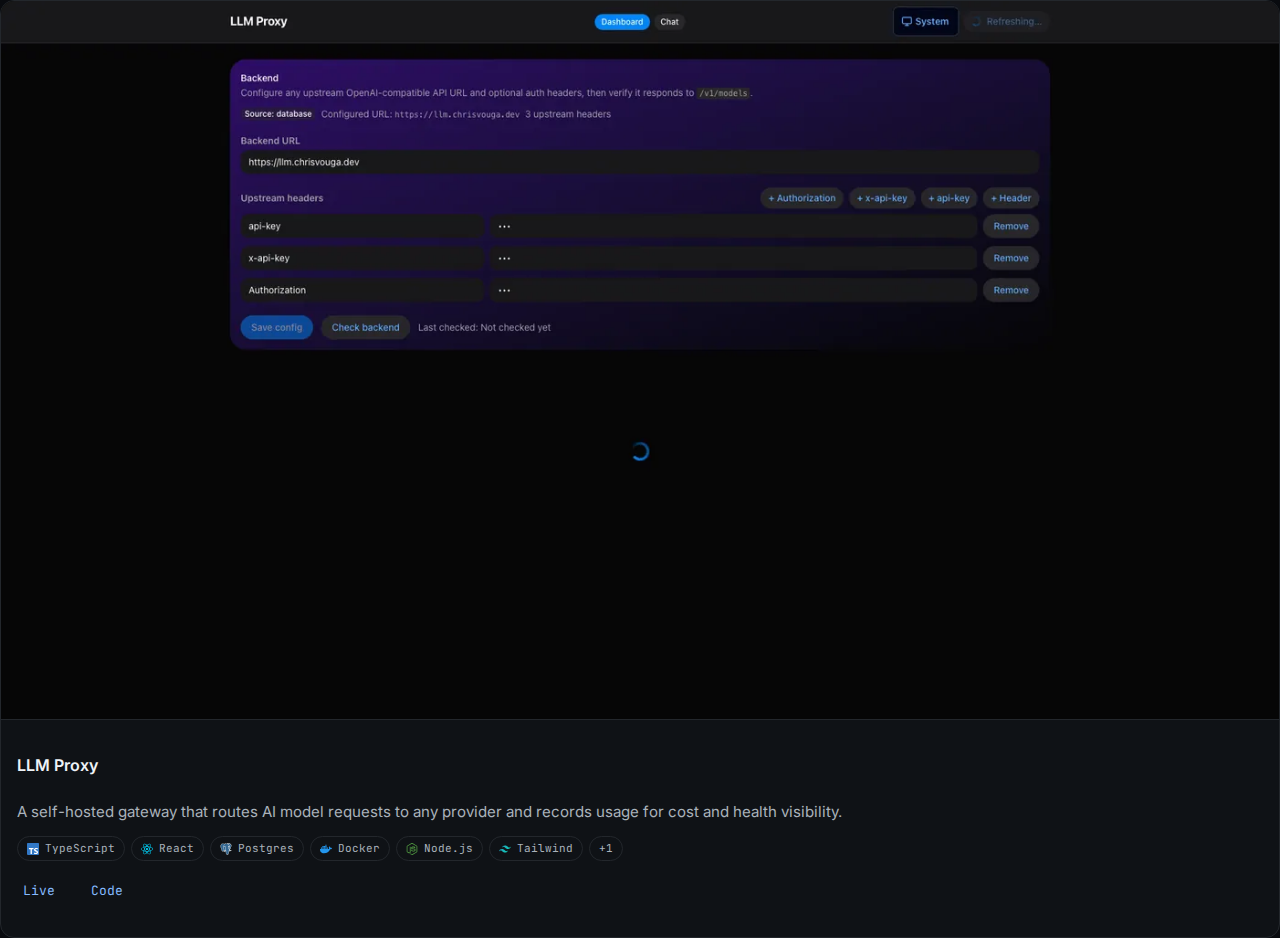 LLM Proxy
Dashboard Chat
System Refreshing...
Backend
Configure any upstream OpenAI-compatible API URL and optional auth headers, then verify it responds to /v1/models.
Source: database Configured URL: https://llm.chrisvouga.dev 3 upstream headers
Backend URL
https://llm.chrisvouga.dev
Upstream headers + Authorization + x-api-key + api-key + Header
api-key ••• Remove
x-api-key ••• Remove
Authorization ••• Remove
Save config Check backend Last checked: Not checked yet
LLM Proxy
A self-hosted gateway that routes AI model requests to any provider and records usage for cost and health visibility.
TypeScript React Postgres Docker Node.js Tailwind +1
Live Code